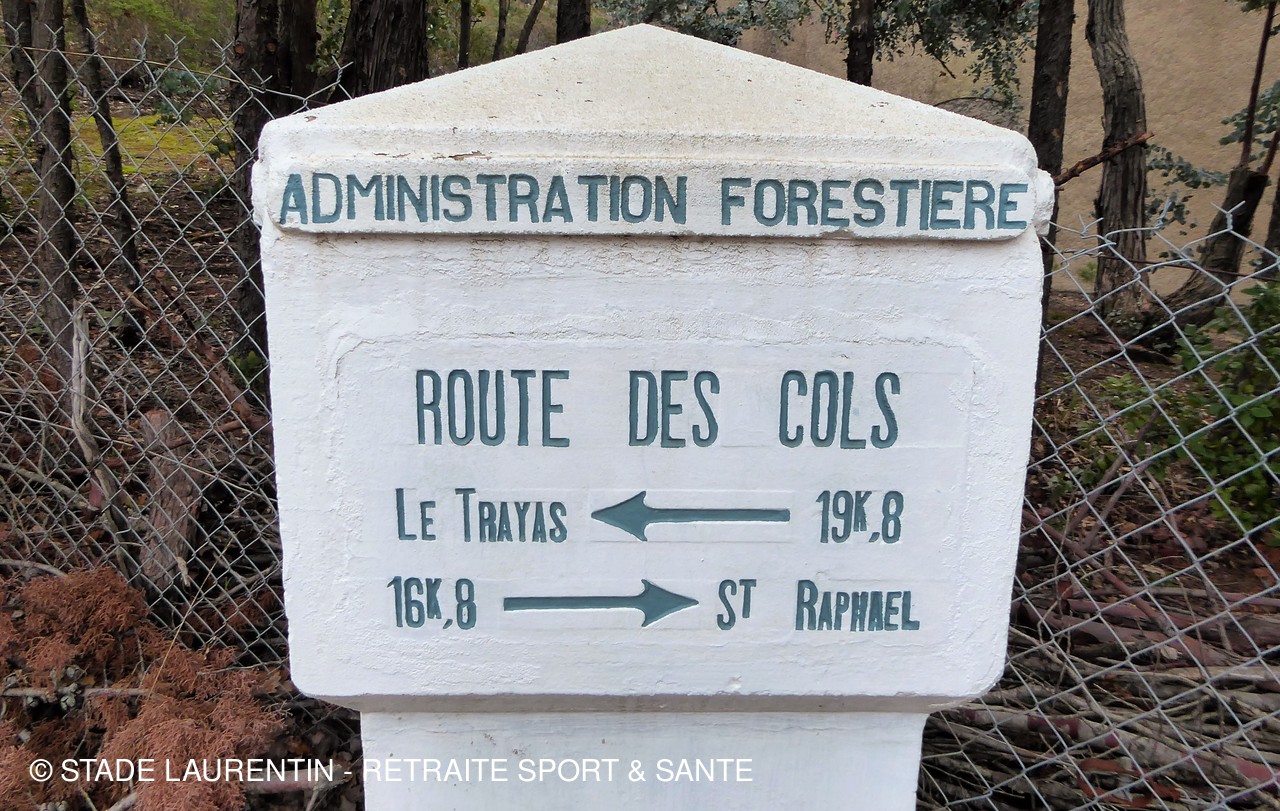 ADMINISTRATION FORESTIERE
ROUTE DES COLS
LE TRAYAS 19K,8
16K,8 ST RAPHAEL
© STADE LAURENTIN - RETRAITE SPORT & SANTE